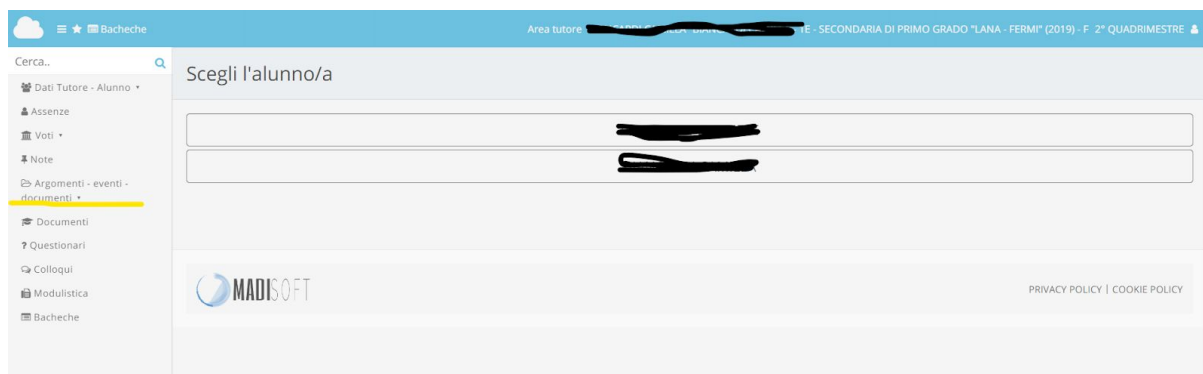 Bacheche
Area tutore - SECONDARIA DI PRIMO GRADO "LANA - FERMI" (2019) - F 2° QUADRIMESTRE
Cerca..
Dati Tutore - Alunno
Assenze
Voti
Note
Argomenti - eventi -
documenti
Documenti
? Questionari
Colloqui
Modulistica
Bacheche
Scegli l'alunno/a
MADISOFT
PRIVACY POLICY | COOKIE POLICY